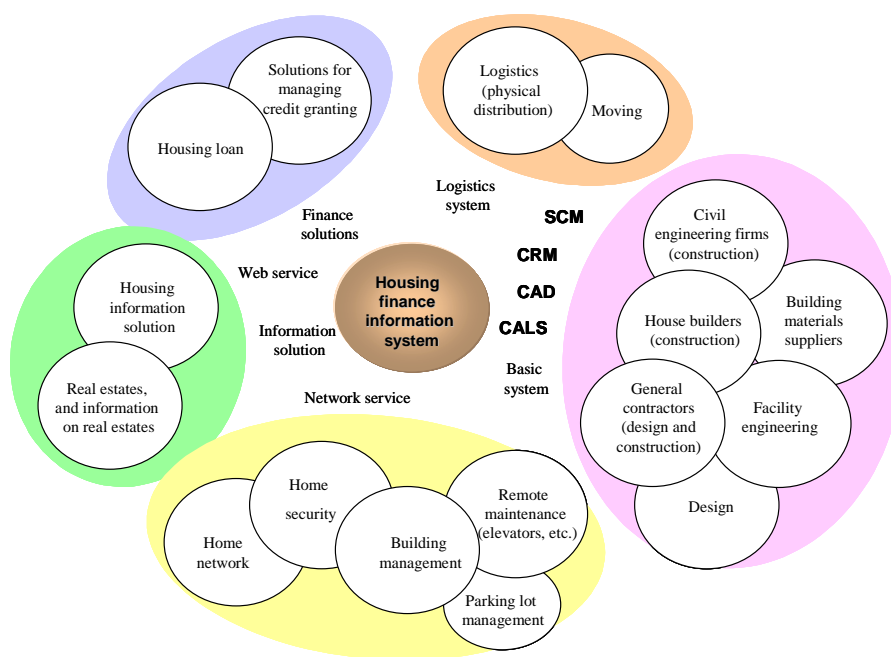 Solutions for
managing
credit granting
Housing loan
Logistics
(physical
distribution)
Moving
Logistics
system
Finance
solutions
SCM
CRM
CAD
CALS
Basic
system
Web service
Information
solution
Network service
Housing
finance
information
system
Civil
engineering firms
(construction)
Building
materials
suppliers
House builders
(construction)
General
contractors
(design and
construction)
Facility
engineering
Design
Housing
information
solution
Real estates,
and information
on real estates
Home
security
Home
network
Building
management
Remote
maintenance
(elevators, etc.)
Parking lot
management